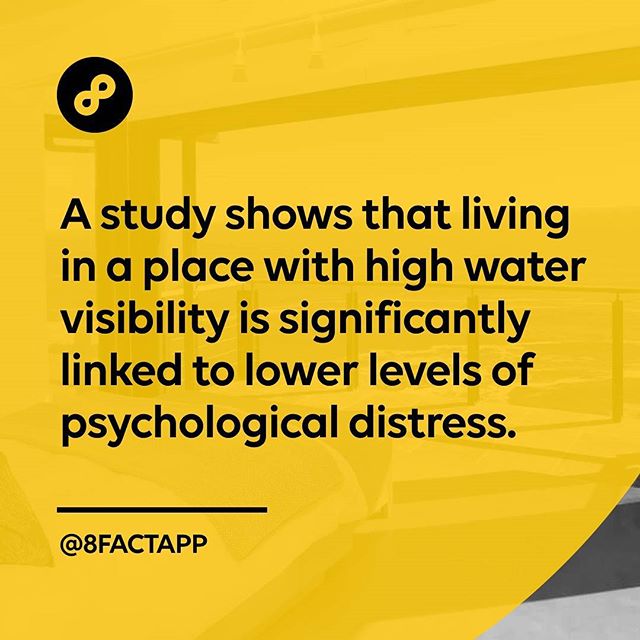 A study shows that living
in a place with high water
visibility is significantly
linked to lower levels of
psychological distress.
@8FACTAPP